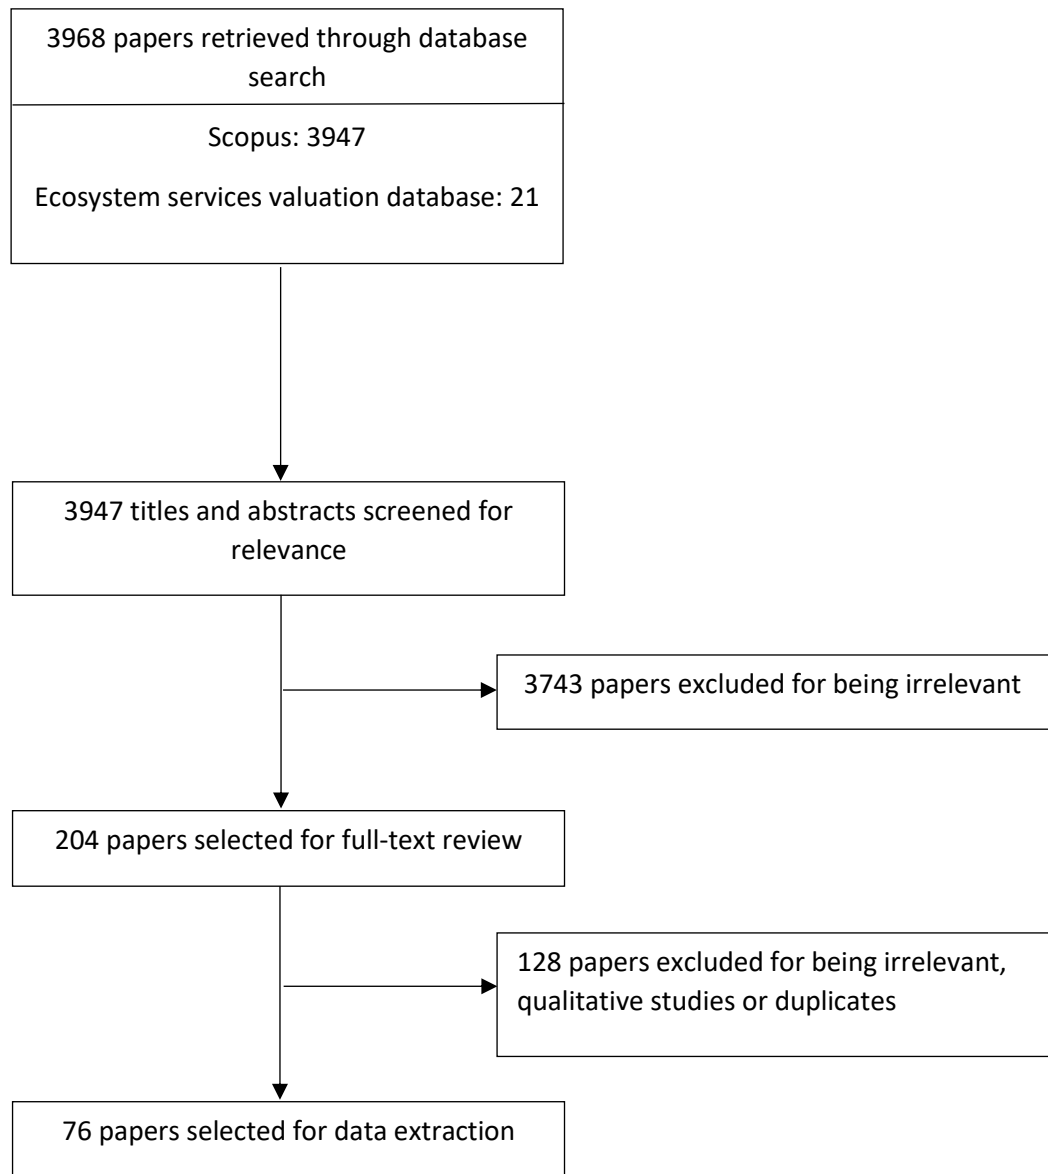 3968 papers retrieved through database
search
Scopus: 3947
Ecosystem services valuation database: 21
3947 titles and abstracts screened for
relevance
3743 papers excluded for being irrelevant
204 papers selected for full-text review
128 papers excluded for being irrelevant,
qualitative studies or duplicates
76 papers selected for data extraction